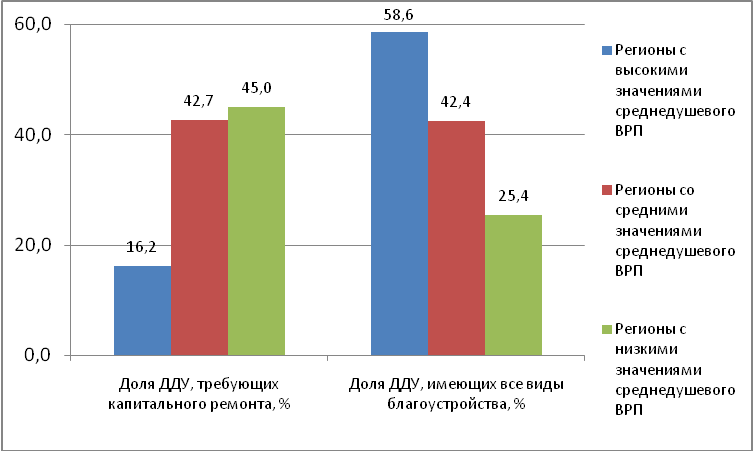 60,0
40,0
20,0
0,0
16,2
42,7
45,0
58,6
42,4
25,4
Доля ДДУ, требующих
капитального ремонта, %
Доля ДДУ, имеющих все виды
благоустройства, %
Регионы с
высокими
значениями
среднедушевого
ВРП
Регионы со
средними
значениями
среднедушевого
ВРП
Регионы с
низкими
значениями
среднедушевого
ВРП